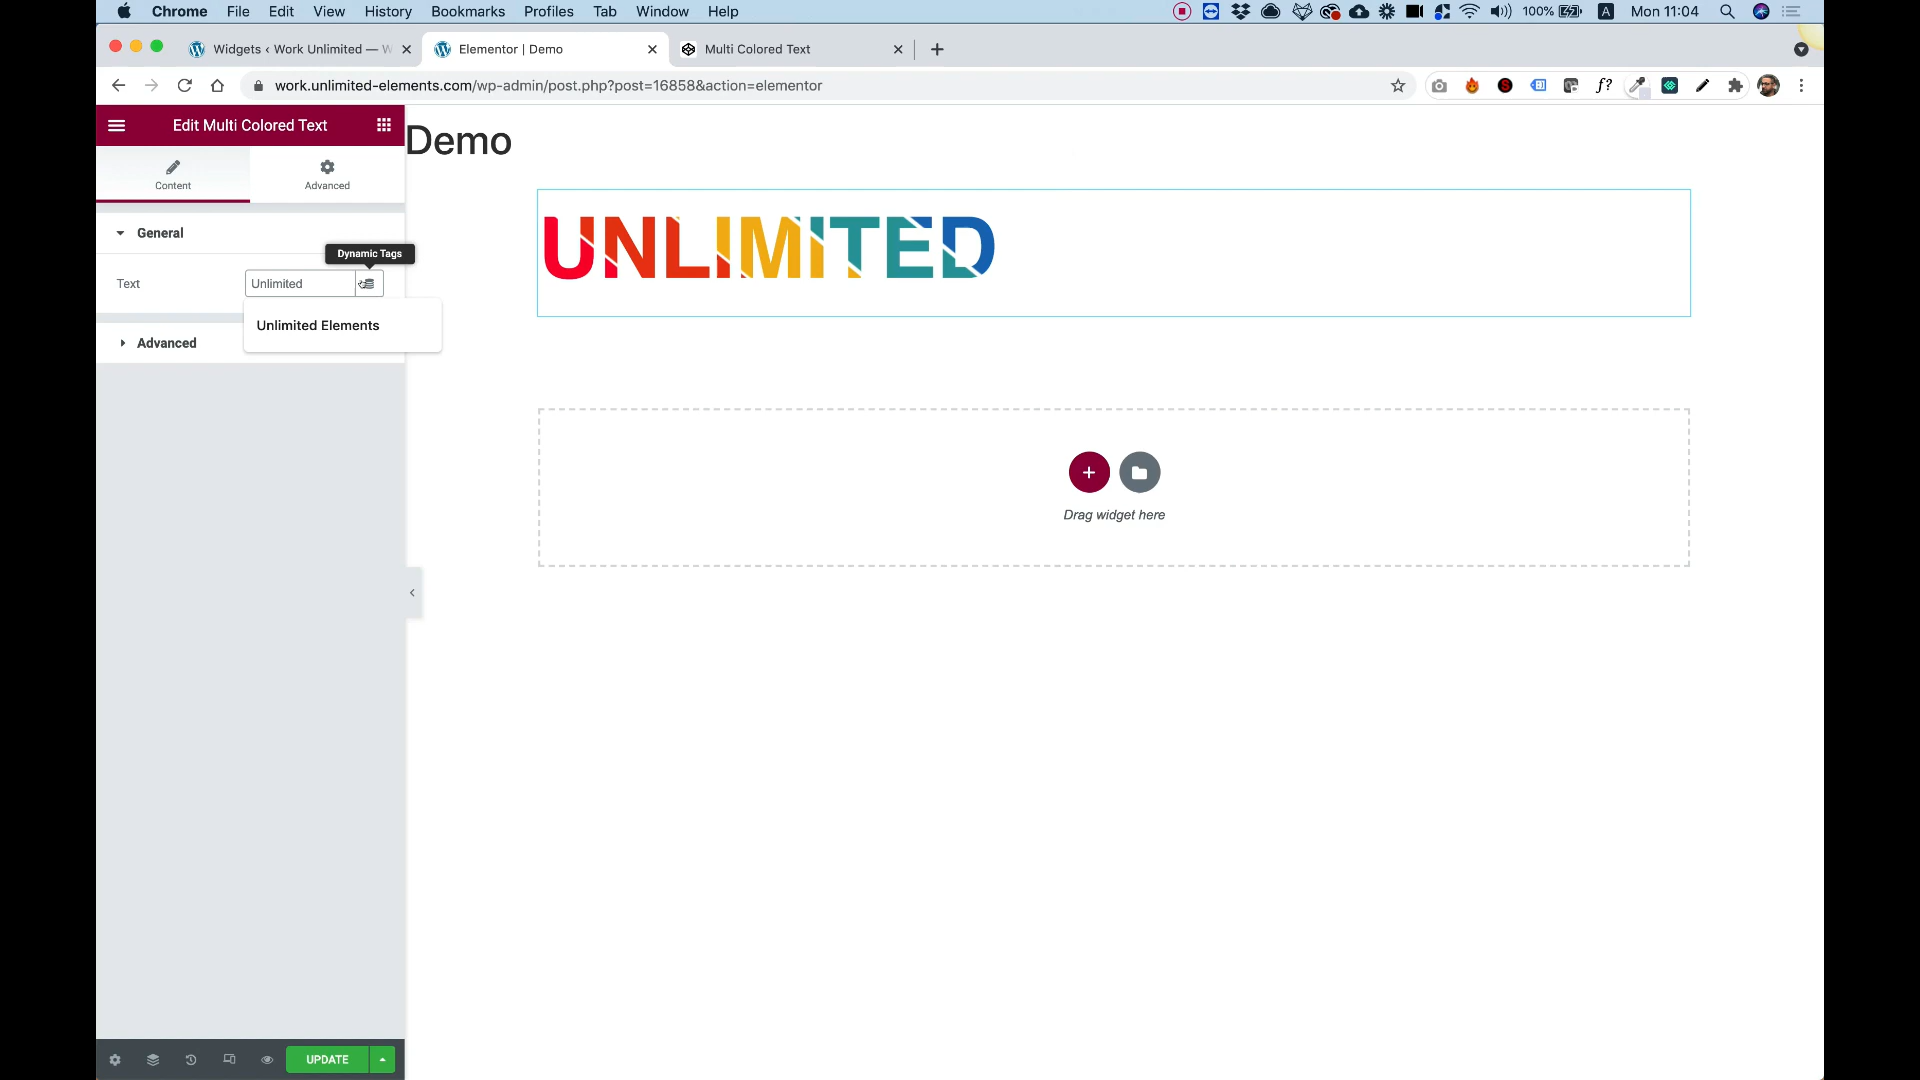 Chrome File Edit View History Bookmarks Profiles Tab Window Help
100% A Mon 11:04
Widgets ‹ Work Unlimited — W
Elementor | Demo
Multi Colored Text
work.unlimited-elements.com/wp-admin/post.php?post=16858&action=elementor
S
f?
Edit Multi Colored Text
Content
Advanced
General
Dynamic Tags
Text
Unlimited
Unlimited Elements
Advanced
UPDATE
Demo
UNLIMITED
Drag widget here